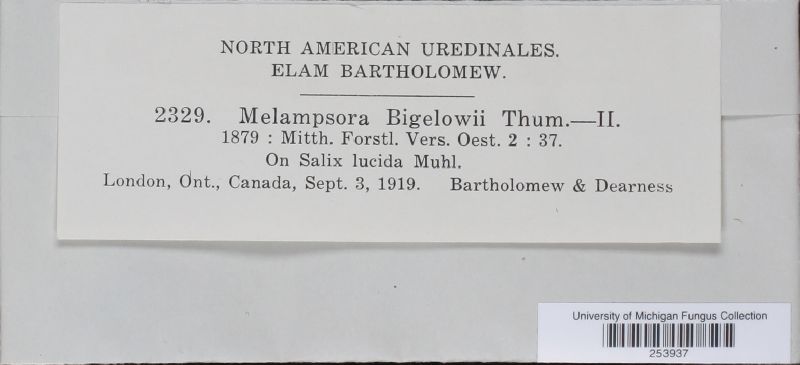 NORTH AMERICAN UREDINALES.
ELAM BARTHOLOMEW.
2329. Melampsora Bigelowii Thum.—II.
1879 : Mitth. Forstl. Vers. Oest. 2 : 37.
On Salix lucida Muhl.
London, Ont., Canada, Sept. 3, 1919. Bartholomew & Dearness
University of Michigan Fungus Collection
253937